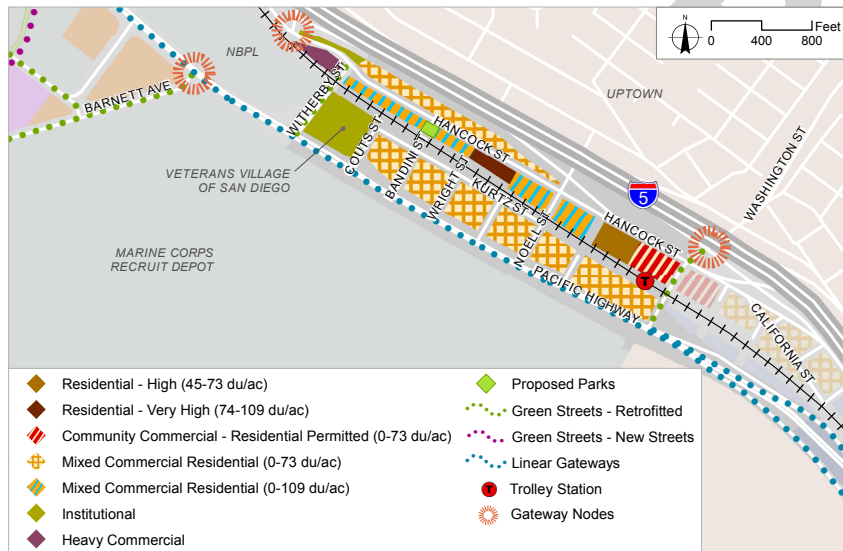 NBPL
N
Feet
0 400 800
UPTOWN
BARNETT AVE
WITHERBY ST
COUTS ST
BANDINI ST
WRIGHT ST
HANCOCK ST
KURTZ ST
NOELL ST
HANCOCK ST
5
WASHINGTON ST
VETERANS VILLAGE
OF SAN DIEGO
MARINE CORPS
RECRUIT DEPOT
PACIFIC HIGHWAY
T
CALIFORNIA ST
Residential - High (45-73 du/ac)
Residential - Very High (74-109 du/ac)
Community Commercial - Residential Permitted (0-73 du/ac)
Mixed Commercial Residential (0-73 du/ac)
Mixed Commercial Residential (0-109 du/ac)
Institutional
Heavy Commercial
Proposed Parks
Green Streets - Retrofitted
Green Streets - New Streets
Linear Gateways
T Trolley Station
Gateway Nodes